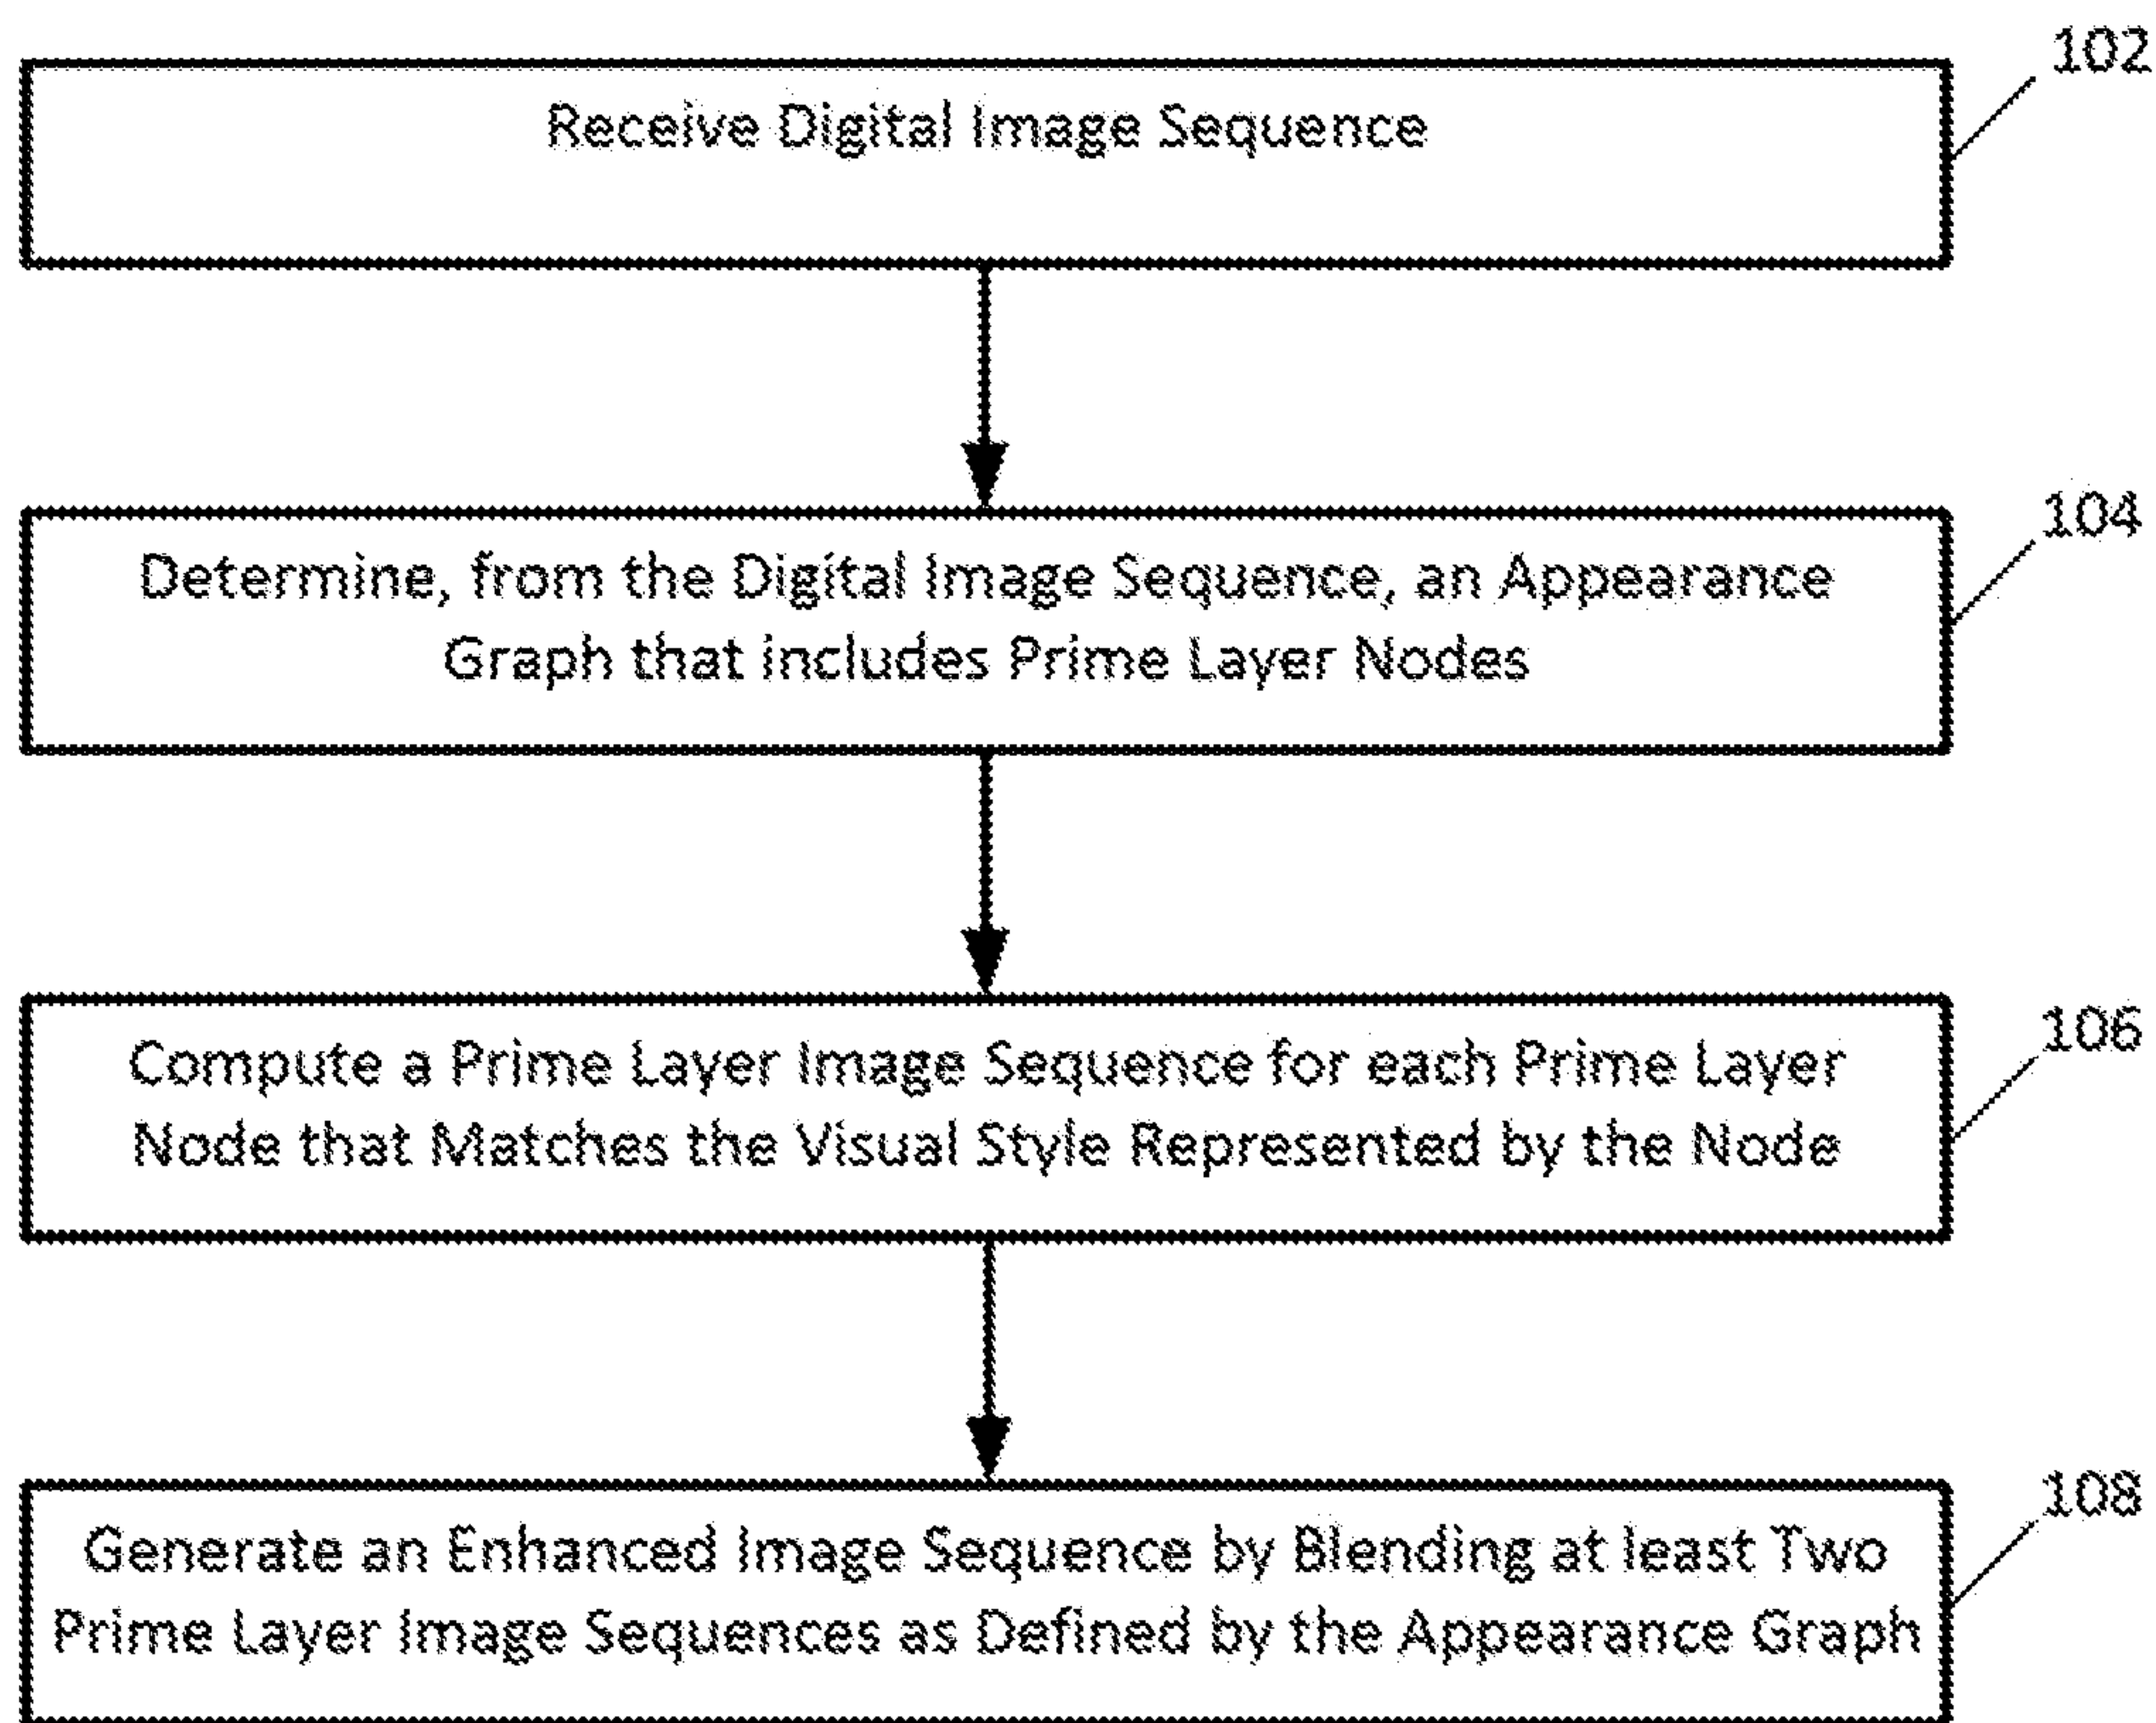 102
Receive Digital Image Sequence
104
Determine, from the Digital Image Sequence, an Appearance
Graph that includes Prime Layer Nodes
106
Compute a Prime Layer Image Sequence for each Prime Layer
Node that Matches the Visual Style Represented by the Node
108
Generate an Enhanced Image Sequence by Blending at least Two
Prime Layer Image Sequences as Defined by the Appearance Graph